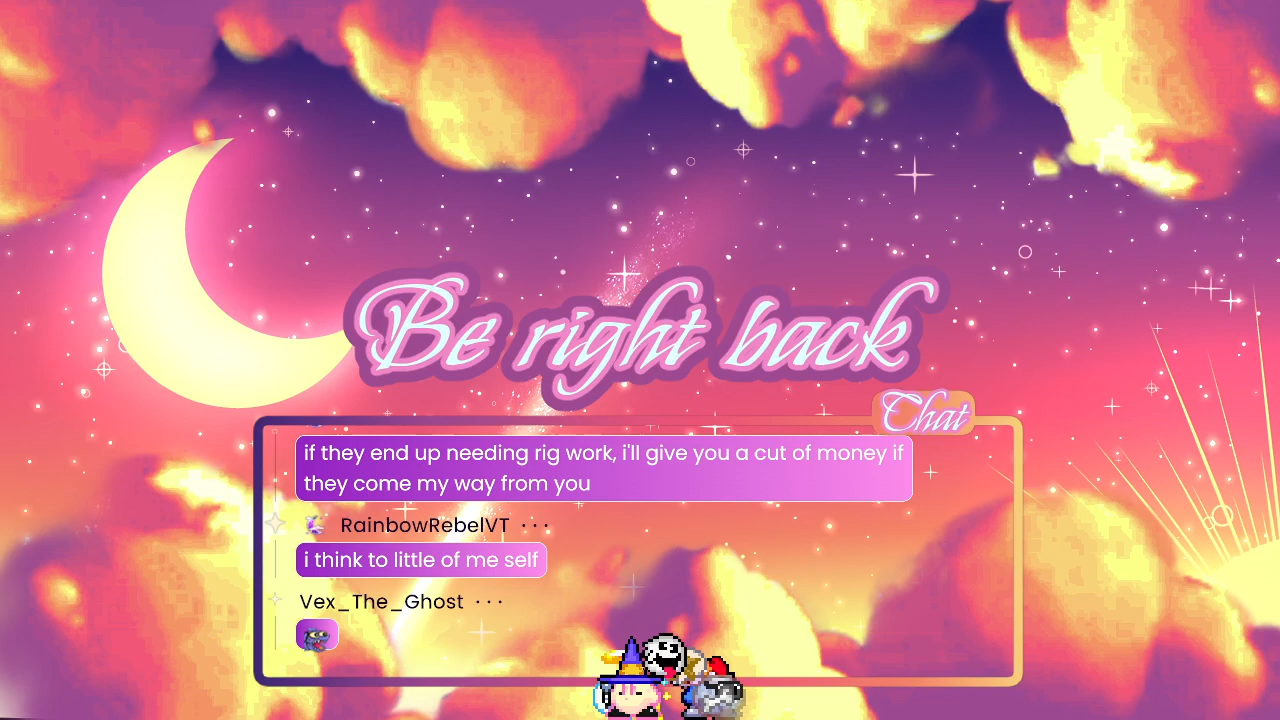 Be right back
Chat
if they end up needing rig work, i'll give you a cut of money if
they come my way from you
RainbowRebelVT ···
i think to little of me self
Vex_The_Ghost ···